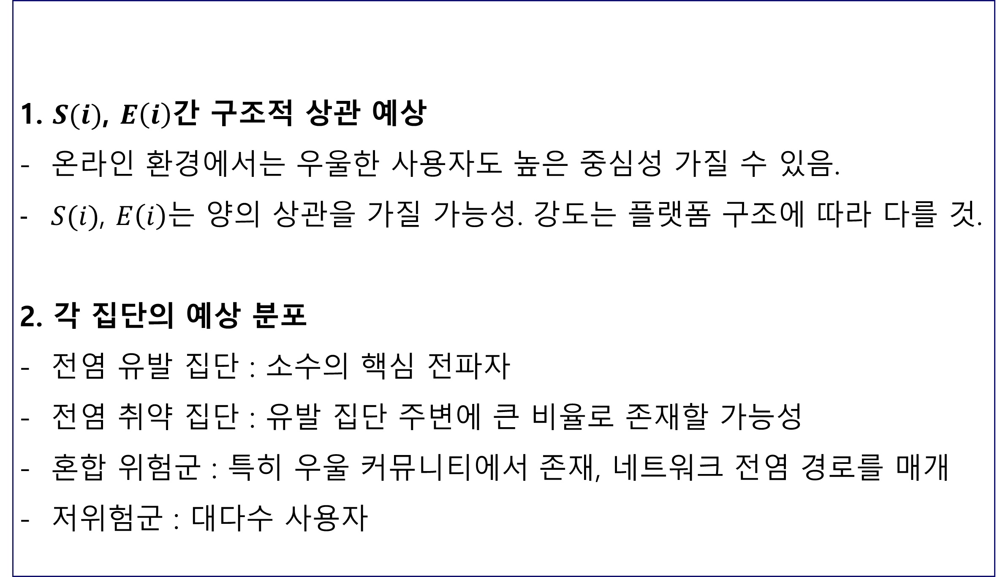 1. S(i), E(i)간 구조적 상관 예상
- 온라인 환경에서는 우울한 사용자도 높은 중심성 가질 수 있음.
- S(i), E(i)는 양의 상관을 가질 가능성. 강도는 플랫폼 구조에 따라 다를 것.
2. 각 집단의 예상 분포
- 전염 유발 집단 : 소수의 핵심 전파자
- 전염 취약 집단 : 유발 집단 주변에 큰 비율로 존재할 가능성
- 혼합 위험군 : 특히 우울 커뮤니티에서 존재, 네트워크 전염 경로를 매개
- 저위험군 : 대다수 사용자